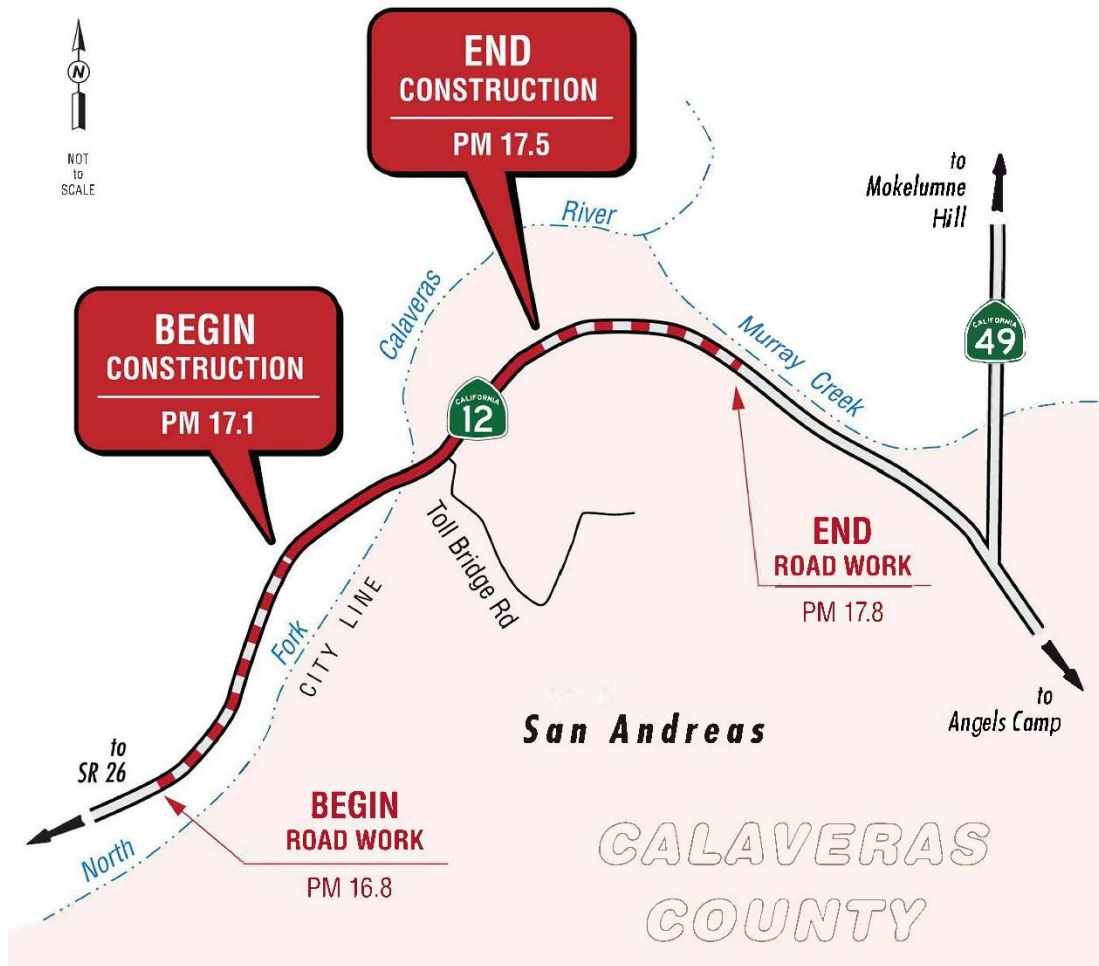 N
NOT
to
SCALE
END
CONSTRUCTION
PM 17.5
to
Mokelumne
Hill
River
Calaveras
BEGIN
CONSTRUCTION
PM 17.1
CALIFORNIA
49
Murray Creek
CALIFORNIA
12
Toll Bridge Rd
END
ROAD WORK
PM 17.8
CITY LINE
Fork
to
Angels Camp
San Andreas
to
SR 26
BEGIN
ROAD WORK
PM 16.8
North
CALAVERAS
COUNTY